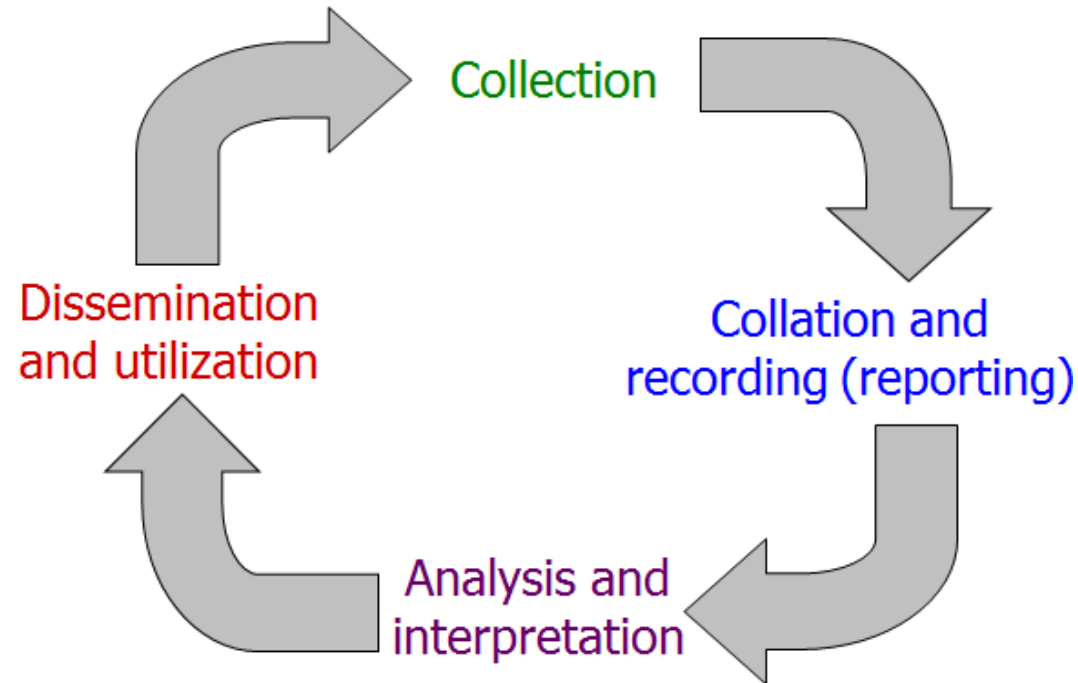 Collection
Collation and
recording (reporting)
Analysis and
interpretation
Dissemination
and utilization